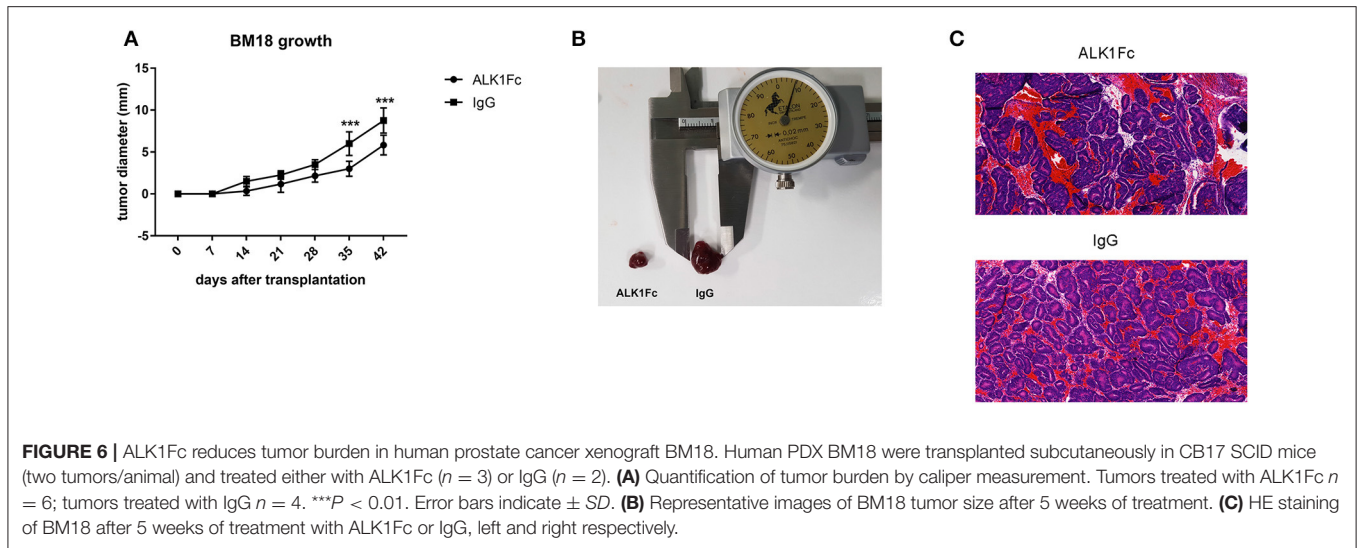 A
BM18 growth
tumor diameter (mm)
15
10
5
0
-5
***
***
0 7 14 21 28 35 42
days after transplantation
ALK1Fc
IgG
B
ETALON
0.02 mm
ALK1Fc IgG
C
ALK1Fc
IgG
FIGURE 6 | ALK1Fc reduces tumor burden in human prostate cancer xenograft BM18. Human PDX BM18 were transplanted subcutaneously in CB17 SCID mice
(two tumors/animal) and treated either with ALK1Fc (n = 3) or IgG (n = 2). (A) Quantification of tumor burden by caliper measurement. Tumors treated with ALK1Fc n
= 6; tumors treated with IgG n = 4. ***P < 0.01. Error bars indicate ± SD. (B) Representative images of BM18 tumor size after 5 weeks of treatment. (C) HE staining
of BM18 after 5 weeks of treatment with ALK1Fc or IgG, left and right respectively.